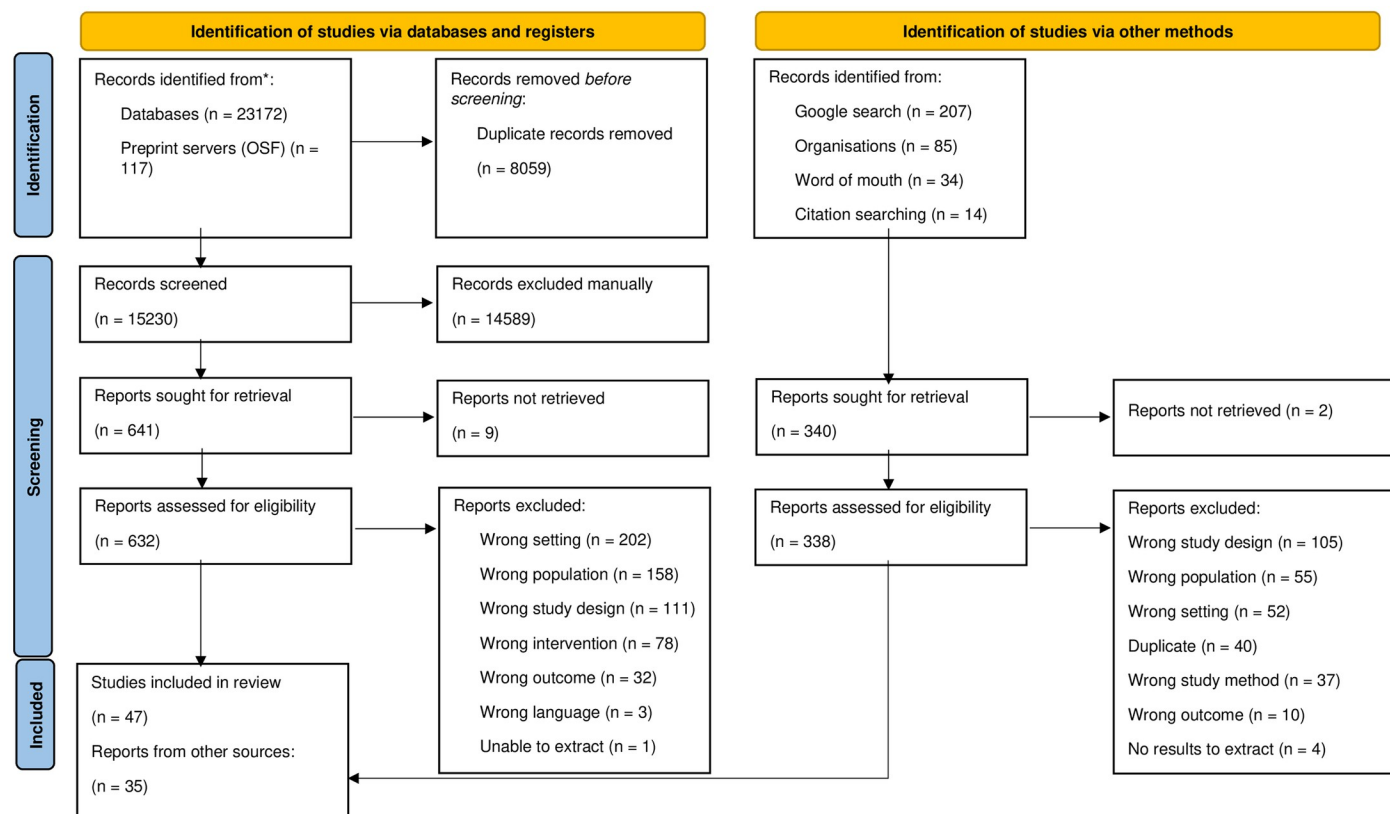 Identification of studies via databases and registers
Identification of studies via other methods
Identification
Records identified from*:
Databases (n = 23172)
Preprint servers (OSF) (n =
117)
Records removed before
screening:
Duplicate records removed
(n = 8059)
Records identified from:
Google search (n = 207)
Organisations (n = 85)
Word of mouth (n = 34)
Citation searching (n = 14)
Screening
Records screened
(n = 15230)
Records excluded manually
(n = 14589)
Reports sought for retrieval
(n = 641)
Reports not retrieved
(n = 9)
Reports sought for retrieval
(n = 340)
Reports not retrieved (n = 2)
Reports assessed for eligibility
(n = 632)
Reports excluded:
Wrong setting (n = 202)
Wrong population (n = 158)
Wrong study design (n = 111)
Wrong intervention (n = 78)
Wrong outcome (n = 32)
Wrong language (n = 3)
Unable to extract (n = 1)
Reports assessed for eligibility
(n = 338)
Reports excluded:
Wrong study design (n = 105)
Wrong population (n = 55)
Wrong setting (n = 52)
Duplicate (n = 40)
Wrong study method (n = 37)
Wrong outcome (n = 10)
No results to extract (n = 4)
Included
Studies included in review
(n = 47)
Reports from other sources:
(n = 35)